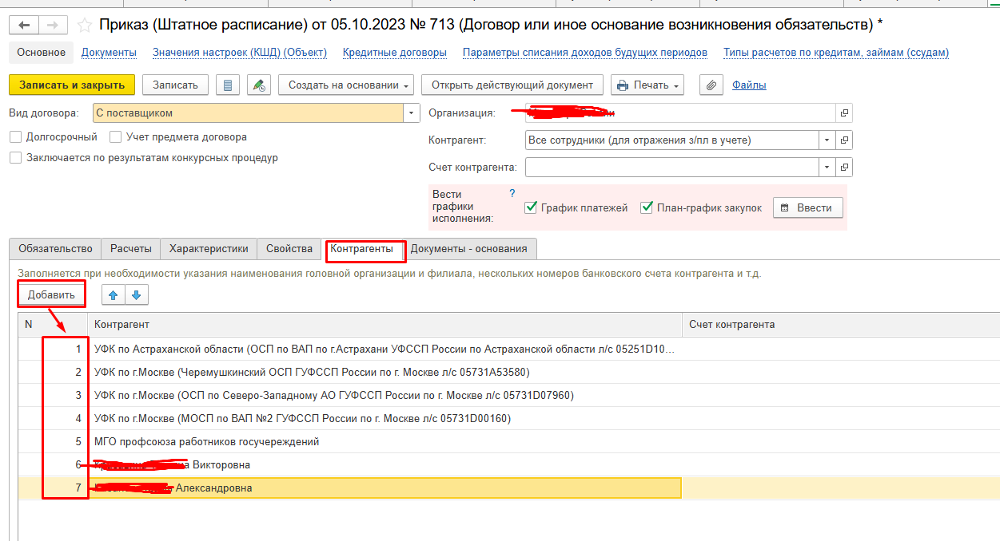 Приказ (Штатное расписание) от 05.10.2023 № 713 (Договор или иное основание возникновения обязательств) *
Основное Документы Значения настроек (КШД) (Объект) Кредитные договоры Параметры списания доходов будущих периодов Типы расчетов по кредитам, займам (ссудам)
Записать и закрыть Записать Создать на основании Открыть действующий документ Печать Файлы
Вид договора: С поставщиком Организация:
Долгосрочный Учет предмета договора Контрагент: Все сотрудники (для отражения з/пл в учете)
Заключается по результатам конкурсных процедур Счет контрагента:
Вести графики исполнения: ? График платежей План-график закупок Ввести
Обязательство Расчеты Характеристики Свойства Контрагенты Документы - основания
Заполняется при необходимости указания наименования головной организации и филиала, нескольких номеров банковского счета контрагента и т.д.
Добавить
N Контрагент Счет контрагента
1 УФК по Астраханской области (ОСП по ВАП по г.Астрахани УФССП России по Астраханской области л/с 05251D10...
2 УФК по г.Москве (Черемушкинский ОСП ГУФССП России по г. Москве л/с 05731А53580)
3 УФК по г.Москве (ОСП по Северо-Западному АО ГУФССП России по г. Москве л/с 05731D07960)
4 УФК по г.Москве (МОСП по ВАП №2 ГУФССП России по г. Москве л/с 05731D00160)
5 МГО профсоюза работников госучереждений
6 Викторовна
7 Александровна